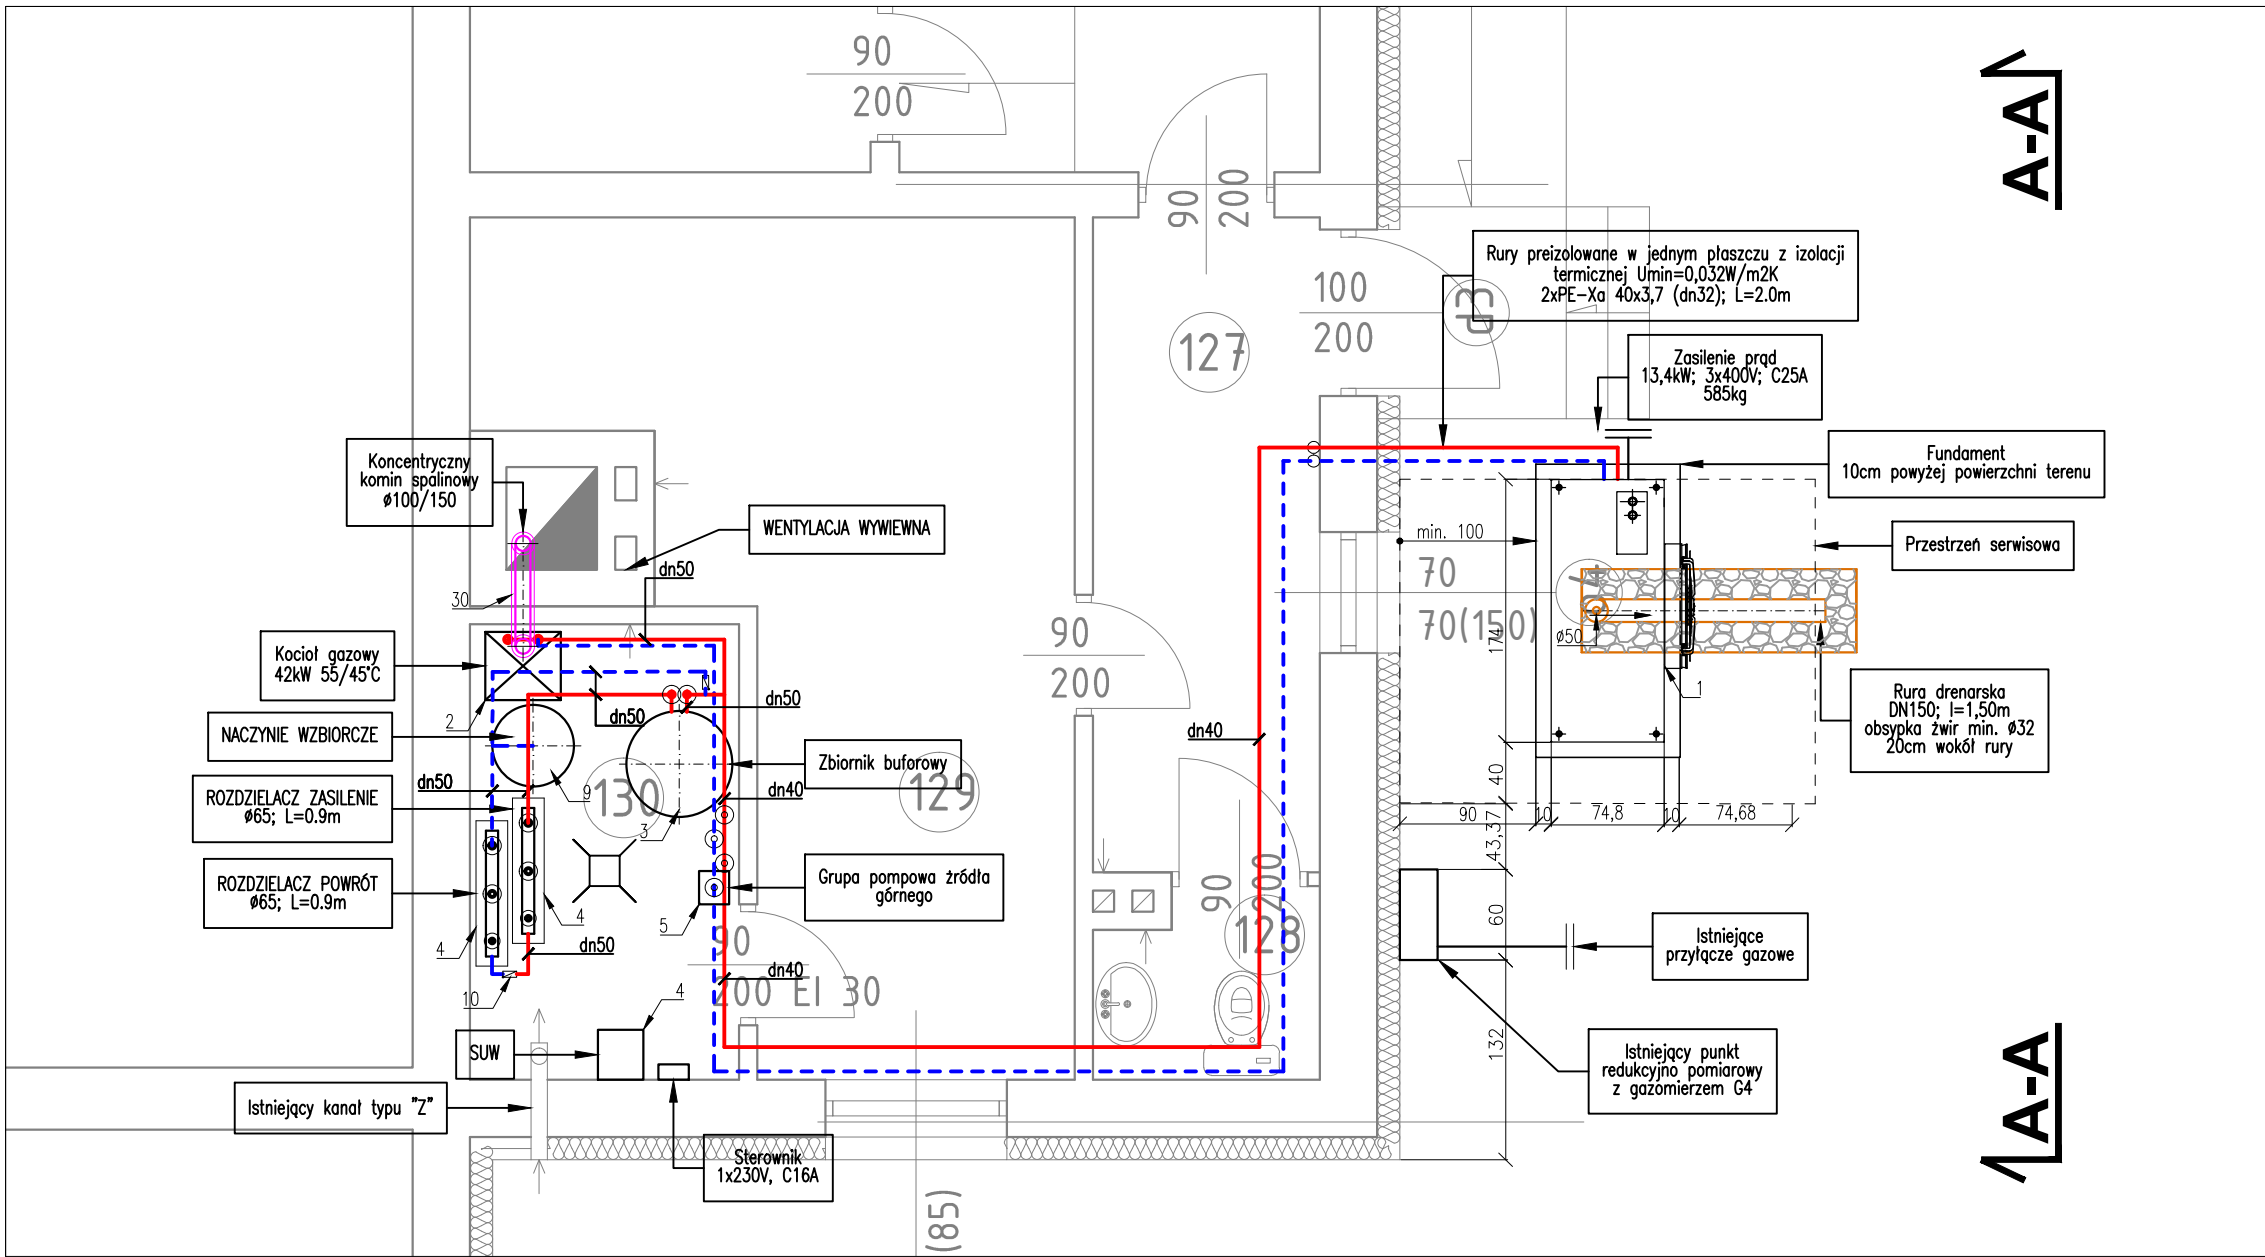 90
200
A-A
90
200
Rury preizolowane w jednym płaszczu z izolacji
termicznej Umin=0,032W/m2K
2xPE-Xa 40x3,7 (dn32); L=2.0m
100
200
127
Zasilenie prąd
13,4kW; 3x400V; C25A
585kg
Fundament
10cm powyżej powierzchni terenu
Koncentryczny
komin spalinowy
ø100/150
WENTYLACJA WYWIEWNA
min. 100
Przestrzeń serwisowa
dn50
70
70(150)
30
ø50
174
90
200
Kocioł gazowy
42kW 55/45°C
1
Rura drenarska
DN150; l=1,50m
obsypka żwir min. ø32
20cm wokół rury
2
dn50
dn50
NACZYNIE WZBIORCZE
dn40
Zbiornik buforowy
dn50
9
130
129
dn40
40
ROZDZIELACZ ZASILENIE
ø65; L=0.9m
3
90
10
74,8
10
74,68
43,37
ROZDZIELACZ POWRÓT
ø65; L=0.9m
Grupa pompowa źródła
górnego
90
200
4
5
60
128
4
dn50
90
200 EI 30
dn40
Istniejące
przyłącze gazowe
10
4
132
SUW
Istniejący punkt
redukcyjno pomiarowy
z gazomierzem G4
A-A
Istniejący kanał typu "Z"
Sterownik
1x230V, C16A
(85)